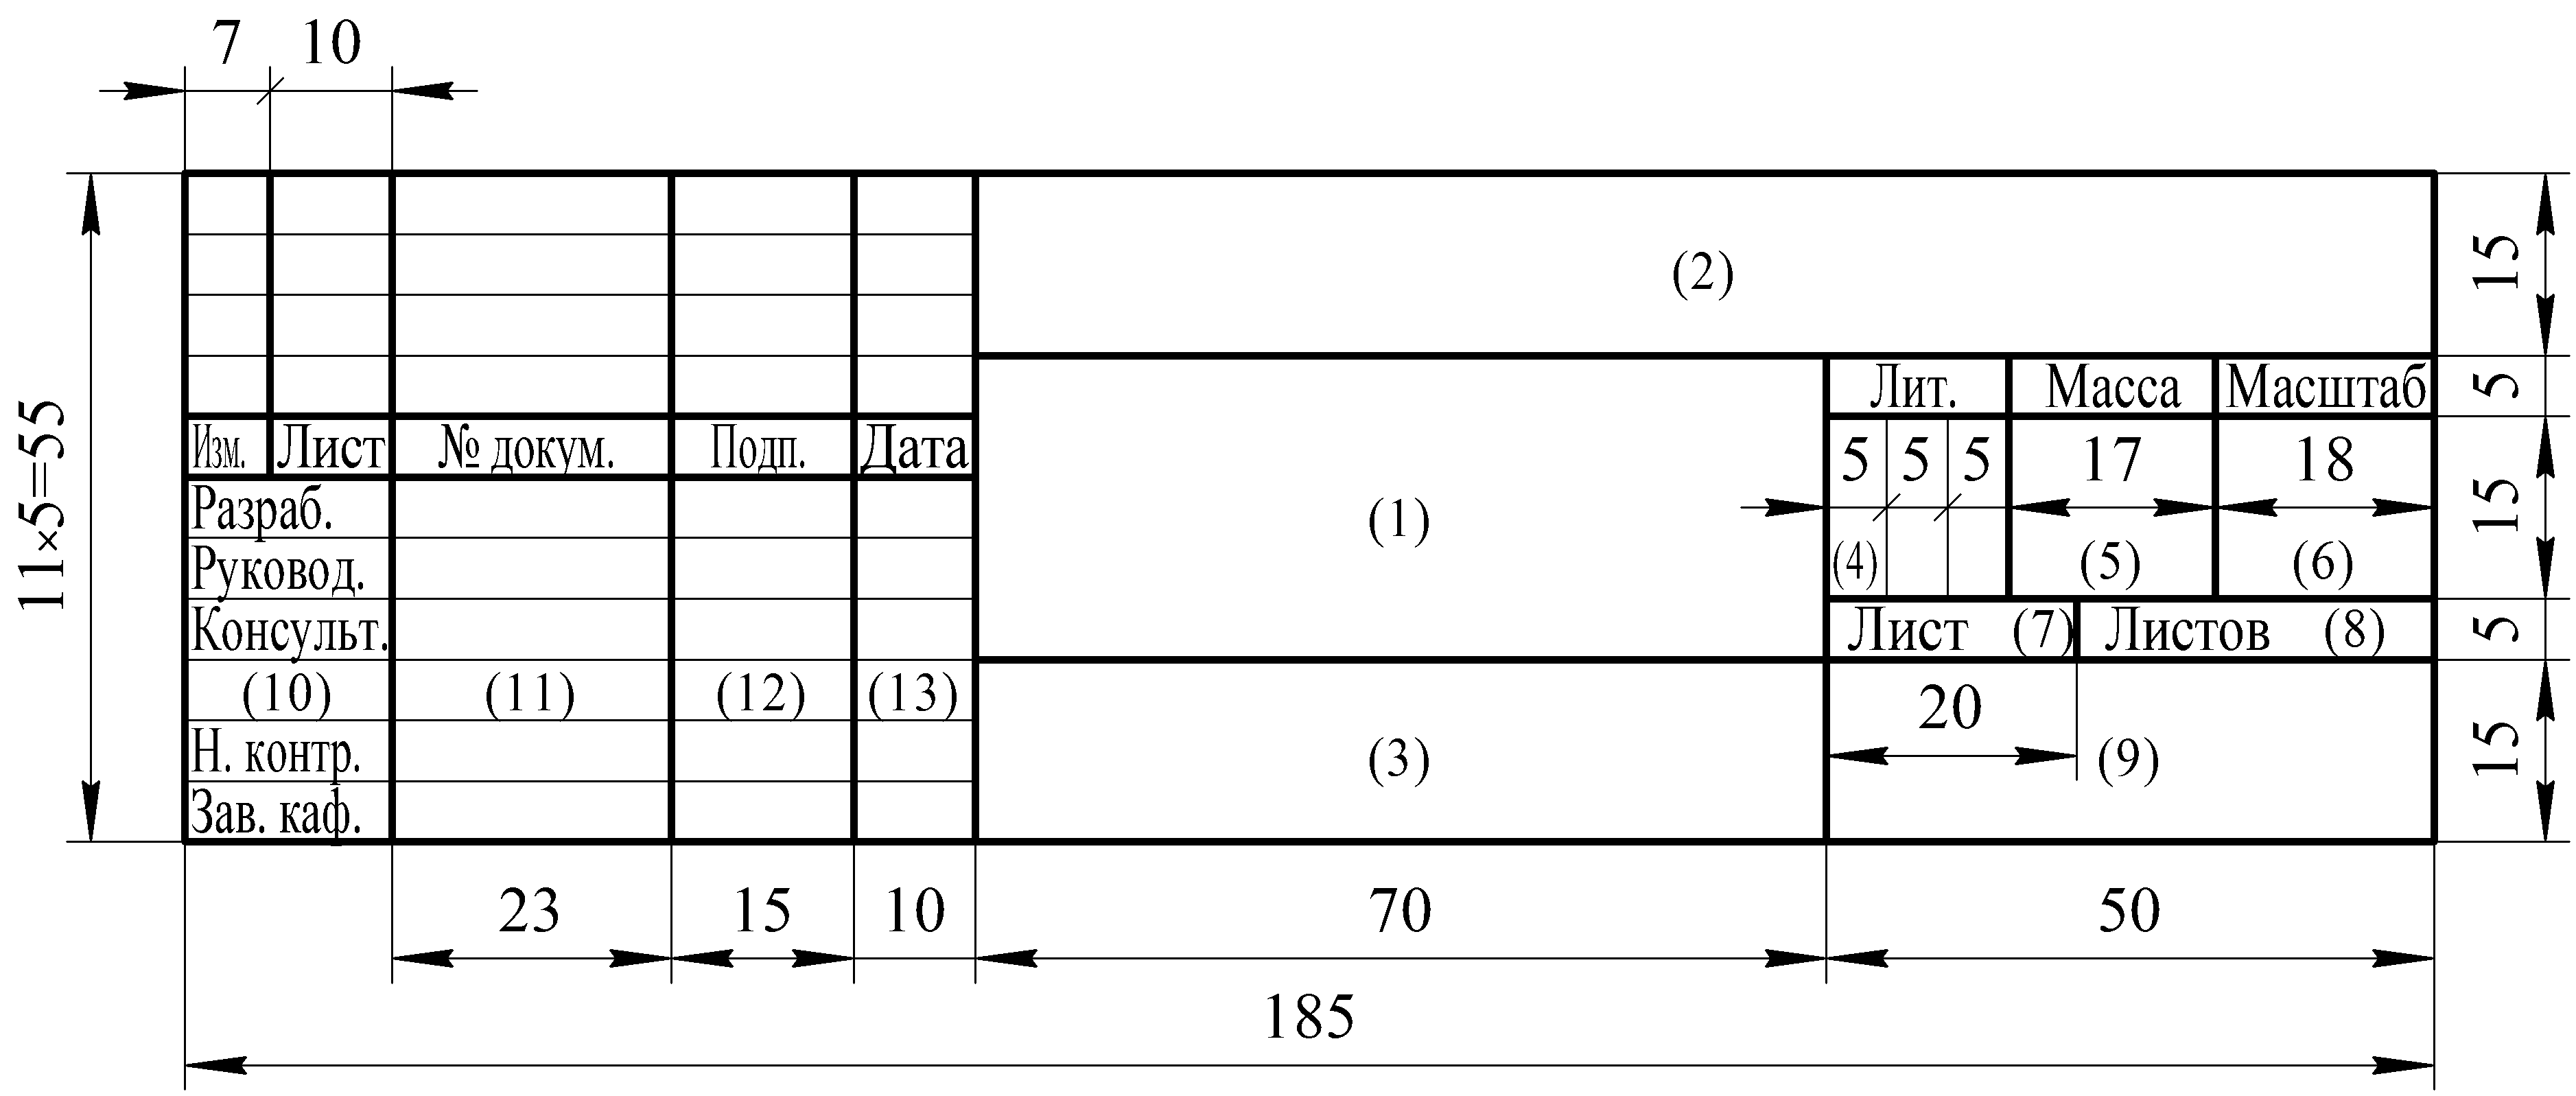 7 10
(2)
15
Лит. Масса Масштаб 5
Изм. Лист № докум. Подп. Дата
5 5 5 17 18
15
11×5=55
Разраб.
(1)
Руковод.
(4) (5) (6)
Консульт.
Лист (7) Листов (8) 5
(10) (11) (12) (13)
20
Н. контр.
(3) (9)
15
Зав. каф.
23 15 10 70 50
185